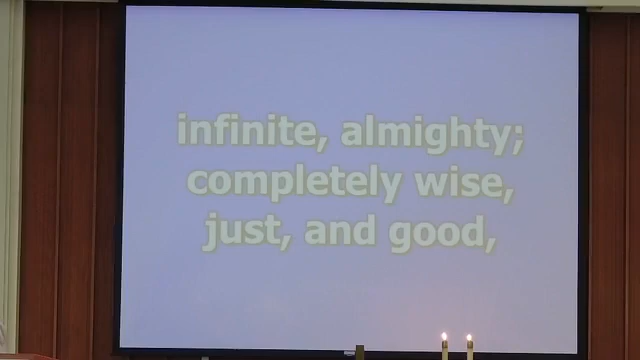 infinite, almighty;
completely wise,
just, and good,